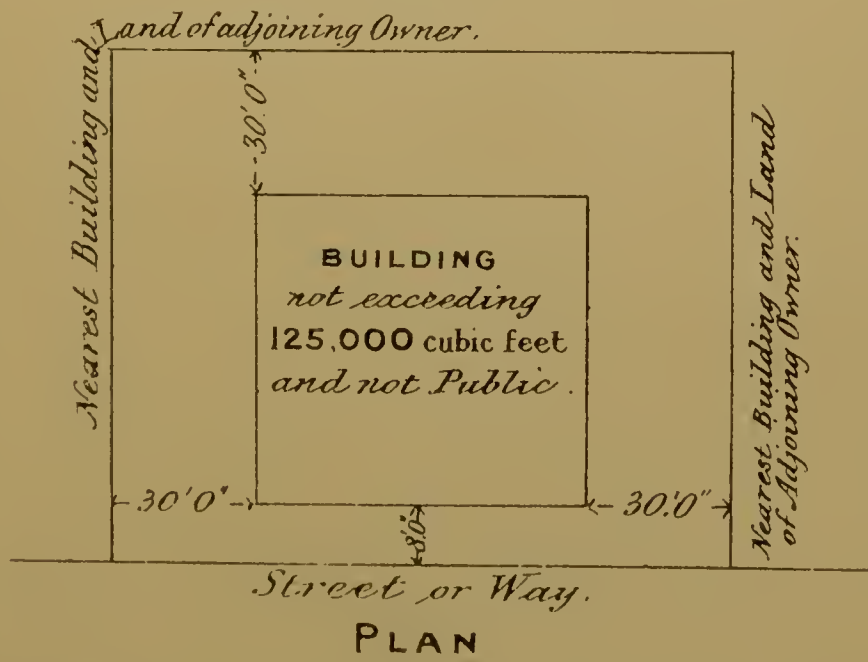 Nearest Building and
Land of adjoining Owner.
30'.0"
BUILDING
not exceeding
125,000 cubic feet
and not Public.
30'0"
30'.0"
8'.0"
Nearest Building and Land
of Adjoining Owner.
Street or Way.
PLAN